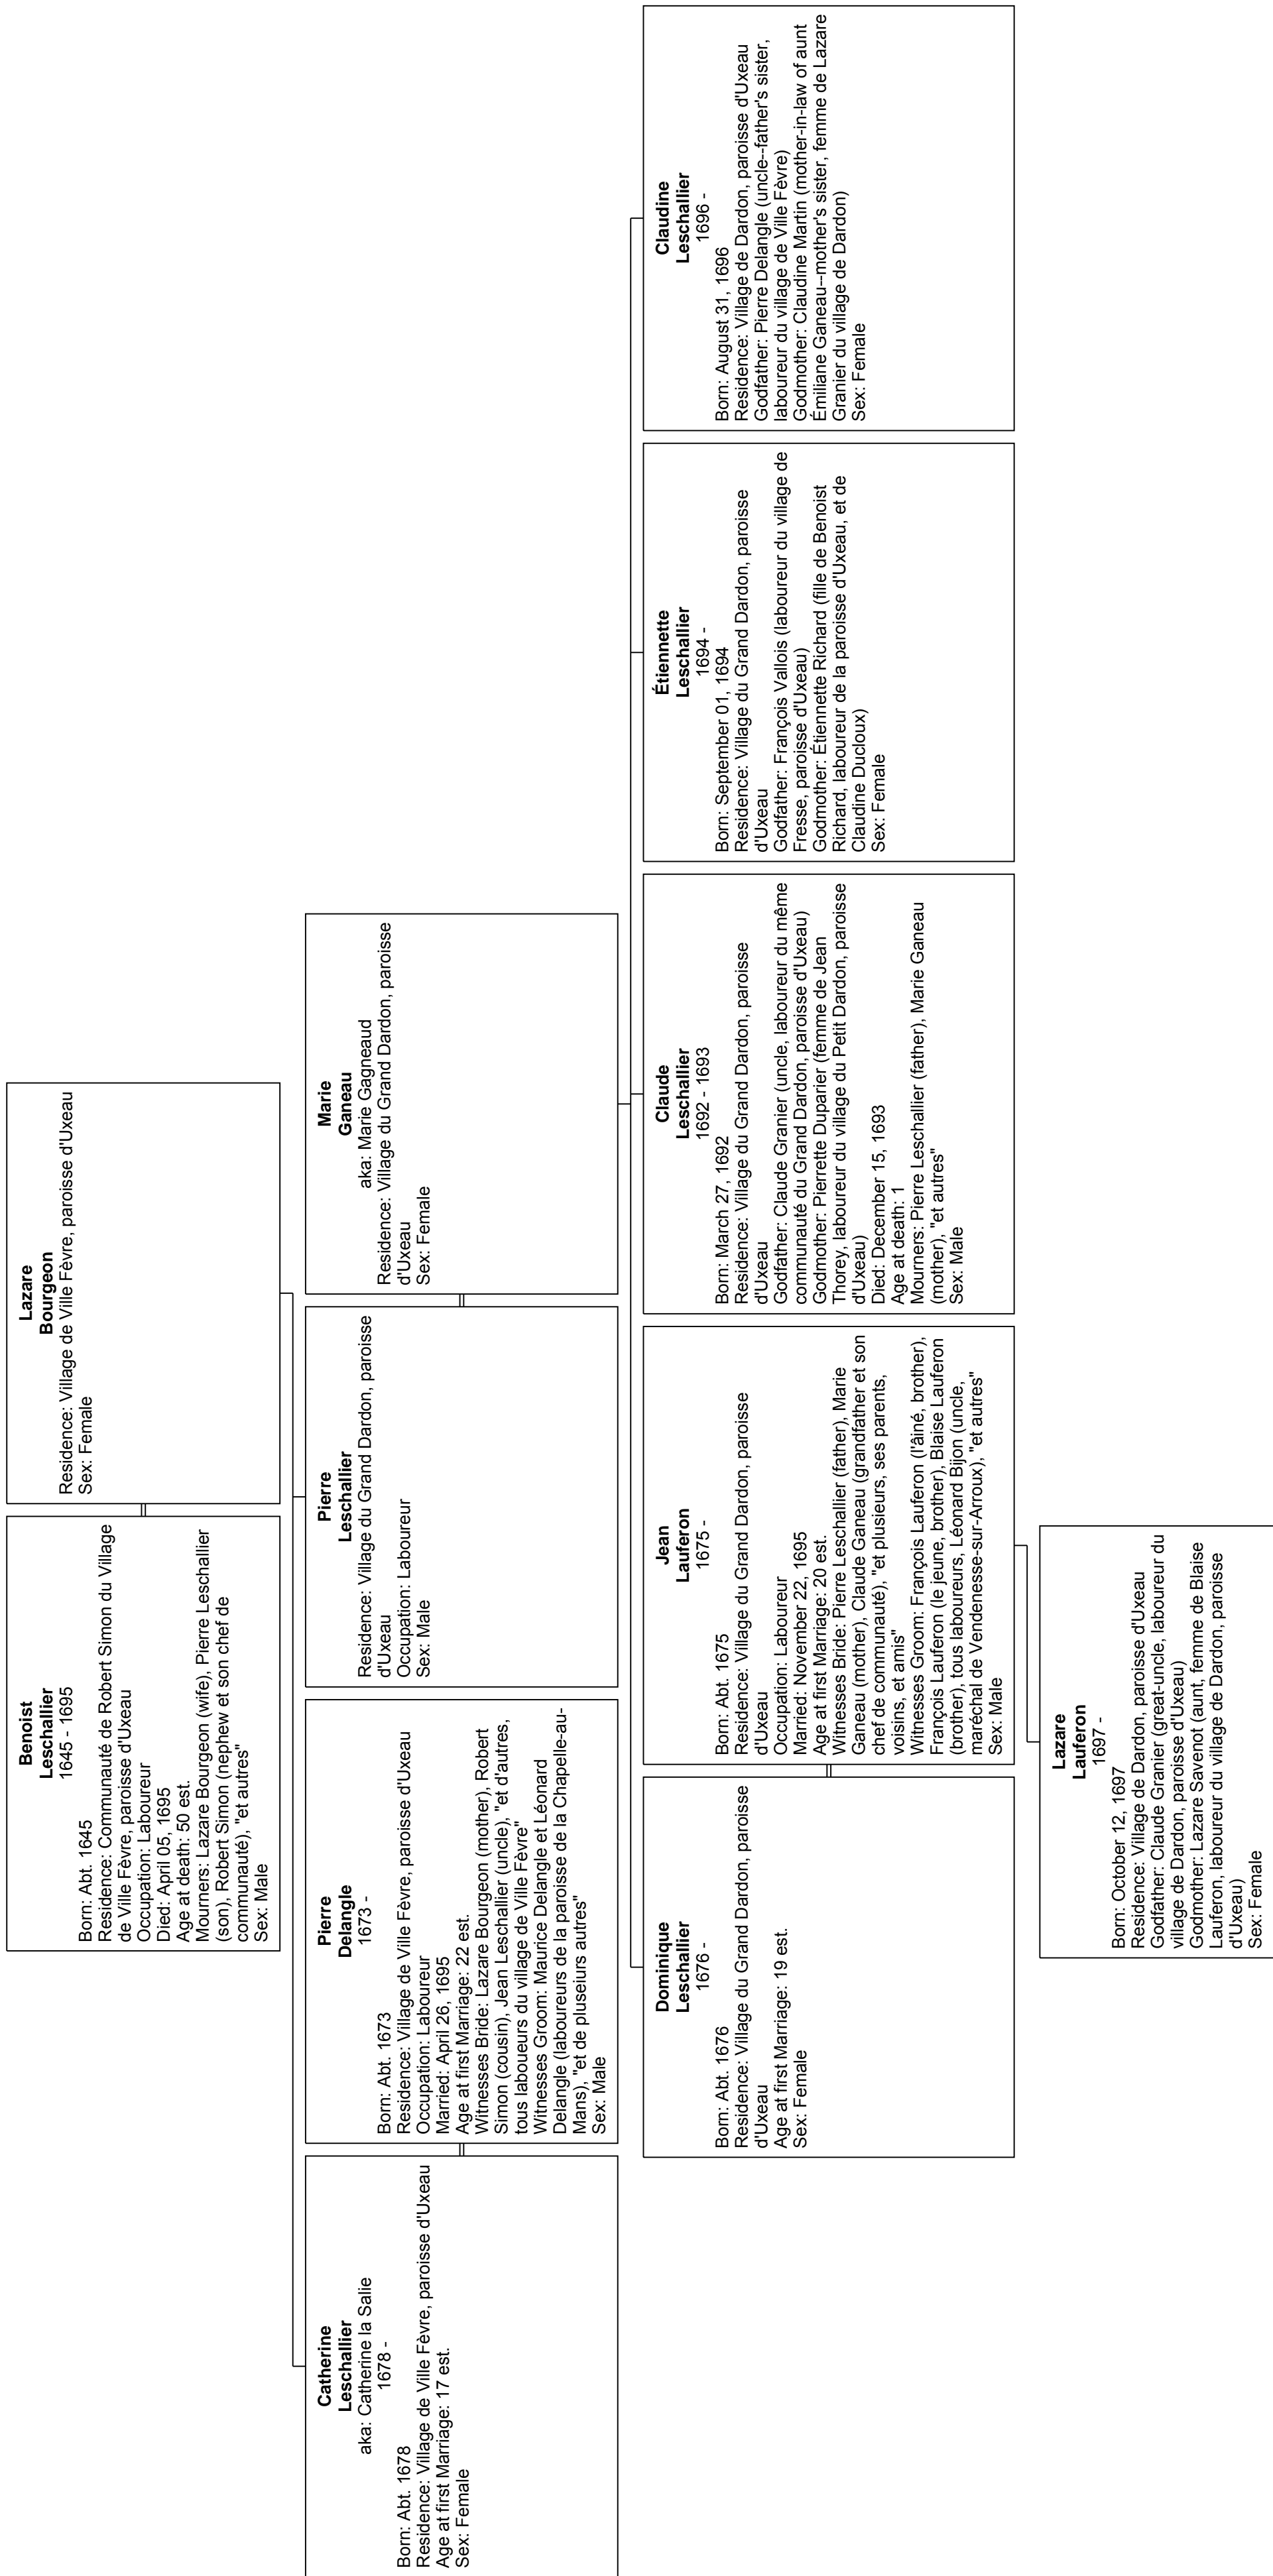 Benoist
Leschallier
1645 - 1695
Born: Abt. 1645
Residence: Communauté de Robert Simon du Village
de Ville Fèvre, paroisse d'Uxeau
Occupation: Laboureur
Died: April 05, 1695
Age at death: 50 est.
Mourners: Lazare Bourgeon (wife), Pierre Leschallier
(son), Robert Simon (nephew et son chef de
communauté), "et autres"
Sex: Male
Lazare
Bourgeon
Residence: Village de Ville Fèvre, paroisse d'Uxeau
Sex: Female
Catherine
Leschallier
aka: Catherine la Salie
1678 -
Born: Abt. 1678
Residence: Village de Ville Fèvre, paroisse d'Uxeau
Age at first Marriage: 17 est.
Sex: Female
Pierre
Delangle
1673 -
Born: Abt. 1673
Residence: Village de Ville Fèvre, paroisse d'Uxeau
Occupation: Laboureur
Married: April 26, 1695
Age at first Marriage: 22 est.
Witnesses Bride: Lazare Bourgeon (mother), Robert
Simon (cousin), Jean Leschallier (uncle), "et d'autres,
tous laboueurs du village de Ville Fèvre"
Witnesses Groom: Maurice Delangle et Léonard
Delangle (laboureurs de la paroisse de la Chapelle-au-
Mans), "et de pluseiurs autres"
Sex: Male
Pierre
Leschallier
Residence: Village du Grand Dardon, paroisse
d'Uxeau
Occupation: Laboureur
Sex: Male
Marie
Ganeau
aka: Marie Gagneaud
Residence: Village du Grand Dardon, paroisse
d'Uxeau
Sex: Female
Dominique
Leschallier
1676 -
Born: Abt. 1676
Residence: Village du Grand Dardon, paroisse
d'Uxeau
Age at first Marriage: 19 est.
Sex: Female
Jean
Lauferon
1675 -
Born: Abt. 1675
Residence: Village du Grand Dardon, paroisse
d'Uxeau
Occupation: Laboureur
Married: November 22, 1695
Age at first Marriage: 20 est.
Witnesses Bride: Pierre Leschallier (father), Marie
Ganeau (mother), Claude Ganeau (grandfather et son
chef de communauté), "et plusieurs, ses parents,
voisins, et amis"
Witnesses Groom: François Lauferon (l'âiné, brother),
François Lauferon (le jeune, brother), Blaise Lauferon
(brother), tous laboureurs, Léonard Bijon (uncle,
maréchal de Vendenesse-sur-Arroux), "et autres"
Sex: Male
Claude
Leschallier
1692 - 1693
Born: March 27, 1692
Residence: Village du Grand Dardon, paroisse
d'Uxeau
Godfather: Claude Granier (uncle, laboureur du même
communauté du Grand Dardon, paroisse d'Uxeau)
Godmother: Pierrette Duparier (femme de Jean
Thorey, laboureur du village du Petit Dardon, paroisse
d'Uxeau)
Died: December 15, 1693
Age at death: 1
Mourners: Pierre Leschallier (father), Marie Ganeau
(mother), "et autres"
Sex: Male
Étiennette
Leschallier
1694 -
Born: September 01, 1694
Residence: Village du Grand Dardon, paroisse
d'Uxeau
Godfather: François Vallois (laboureur du village de
Fresse, paroisse d'Uxeau)
Godmother: Étiennette Richard (fille de Benoist
Richard, laboureur de la paroisse d'Uxeau, et de
Claudine Ducloux)
Sex: Female
Claudine
Leschallier
1696 -
Born: August 31, 1696
Residence: Village de Dardon, paroisse d'Uxeau
Godfather: Pierre Delangle (uncle--father's sister,
laboureur du village de Ville Fèvre)
Godmother: Claudine Martin (mother-in-law of aunt
Émiliane Ganeau--mother's sister, femme de Lazare
Granier du village de Dardon)
Sex: Female
Lazare
Lauferon
1697 -
Born: October 12, 1697
Residence: Village de Dardon, paroisse d'Uxeau
Godfather: Claude Granier (great-uncle, laboureur du
village de Dardon, paroisse d'Uxeau)
Godmother: Lazare Savenot (aunt, femme de Blaise
Lauferon, laboureur du village de Dardon, paroisse
d'Uxeau)
Sex: Female